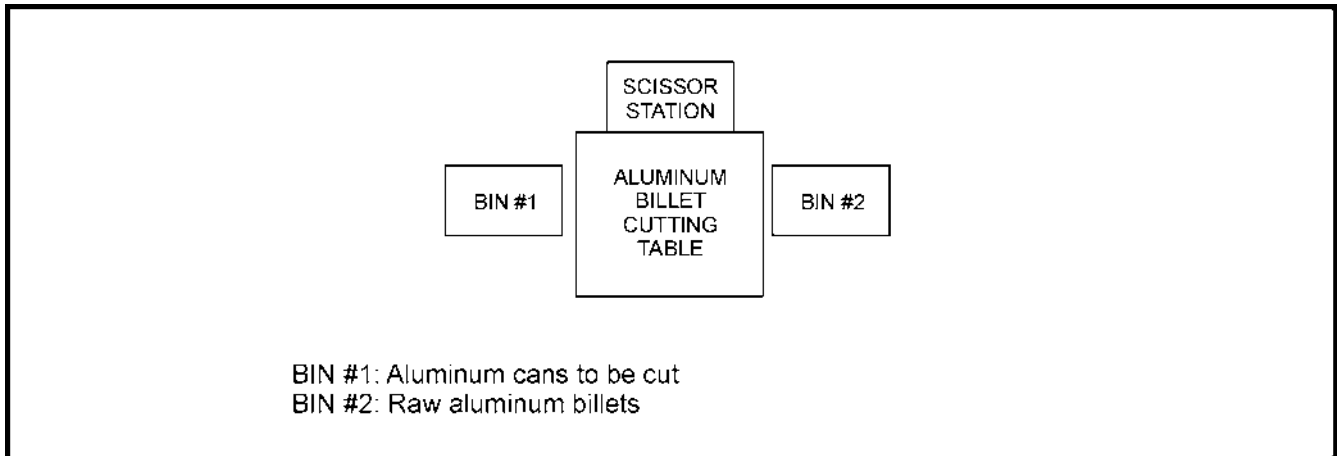 SCISSOR
STATION
BIN #1
ALUMINUM
BILLET
CUTTING
TABLE
BIN #2
BIN #1: Aluminum cans to be cut
BIN #2: Raw aluminum billets